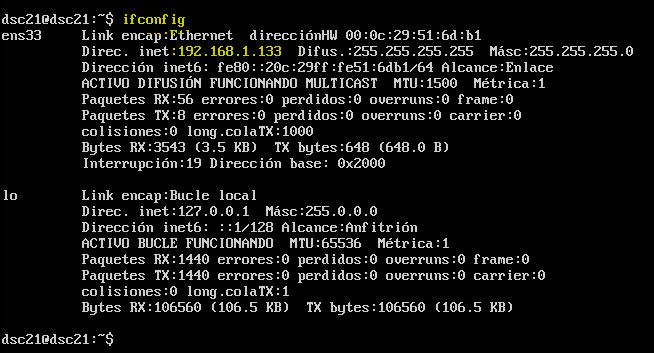 dsc21@dsc21:~$ ifconfig
ens33     Link encap:Ethernet  direcciónHW 00:0c:29:51:6d:b1
          Direc. inet:192.168.1.133  Difus.:255.255.255.255  Másc:255.255.255.0
          Dirección inet6: fe80::20c:29ff:fe51:6db1/64 Alcance:Enlace
          ACTIVO DIFUSIÓN FUNCIONANDO MULTICAST  MTU:1500  Métrica:1
          Paquetes RX:56 errores:0 perdidos:0 overruns:0 frame:0
          Paquetes TX:8 errores:0 perdidos:0 overruns:0 carrier:0
          colisiones:0 long.colaTX:1000
          Bytes RX:3543 (3.5 KB)  TX bytes:648 (648.0 B)
          Interrupción:19 Dirección base: 0x2000
lo        Link encap:Bucle local
          Direc. inet:127.0.0.1  Másc:255.0.0.0
          Dirección inet6: ::1/128 Alcance:Anfitrión
          ACTIVO BUCLE FUNCIONANDO  MTU:65536  Métrica:1
          Paquetes RX:1440 errores:0 perdidos:0 overruns:0 frame:0
          Paquetes TX:1440 errores:0 perdidos:0 overruns:0 carrier:0
          colisiones:0 long.colaTX:1
          Bytes RX:106560 (106.5 KB)  TX bytes:106560 (106.5 KB)
dsc21@dsc21:~$